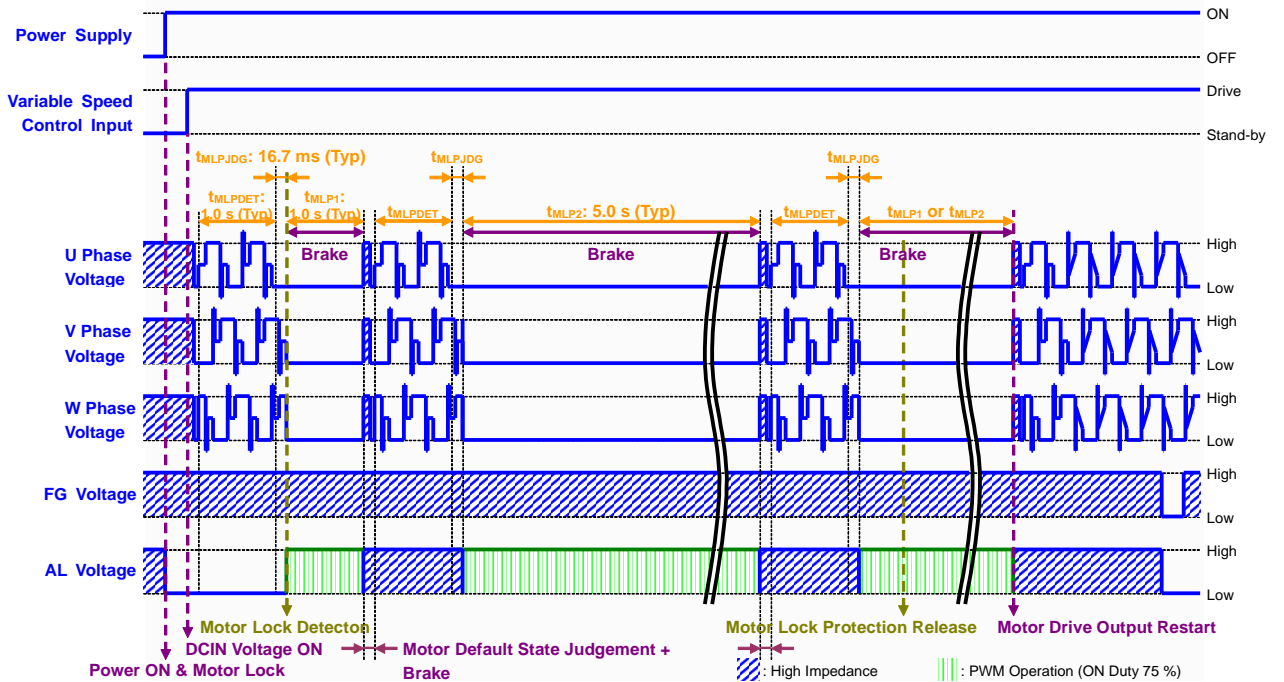 Power Supply
ON
OFF
Variable Speed
Control Input
Drive
Stand-by
tMLPJDG: 16.7 ms (Typ)
tMLPJDG
tMLPJDG
tMLPDET:
1.0 s (Typ)
tMLP1:
1.0 s (Typ)
tMLPDET
tMLP2: 5.0 s (Typ)
tMLPDET
tMLP1 or tMLP2
Brake
Brake
Brake
U Phase
Voltage
High
Low
V Phase
Voltage
High
Low
W Phase
Voltage
High
Low
FG Voltage
High
Low
AL Voltage
High
Low
Motor Lock Detecton
Motor Lock Protection Release
Motor Drive Output Restart
DCIN Voltage ON
Motor Default State Judgement +
Brake
Power ON & Motor Lock
: High Impedance
: PWM Operation (ON Duty 75 %)